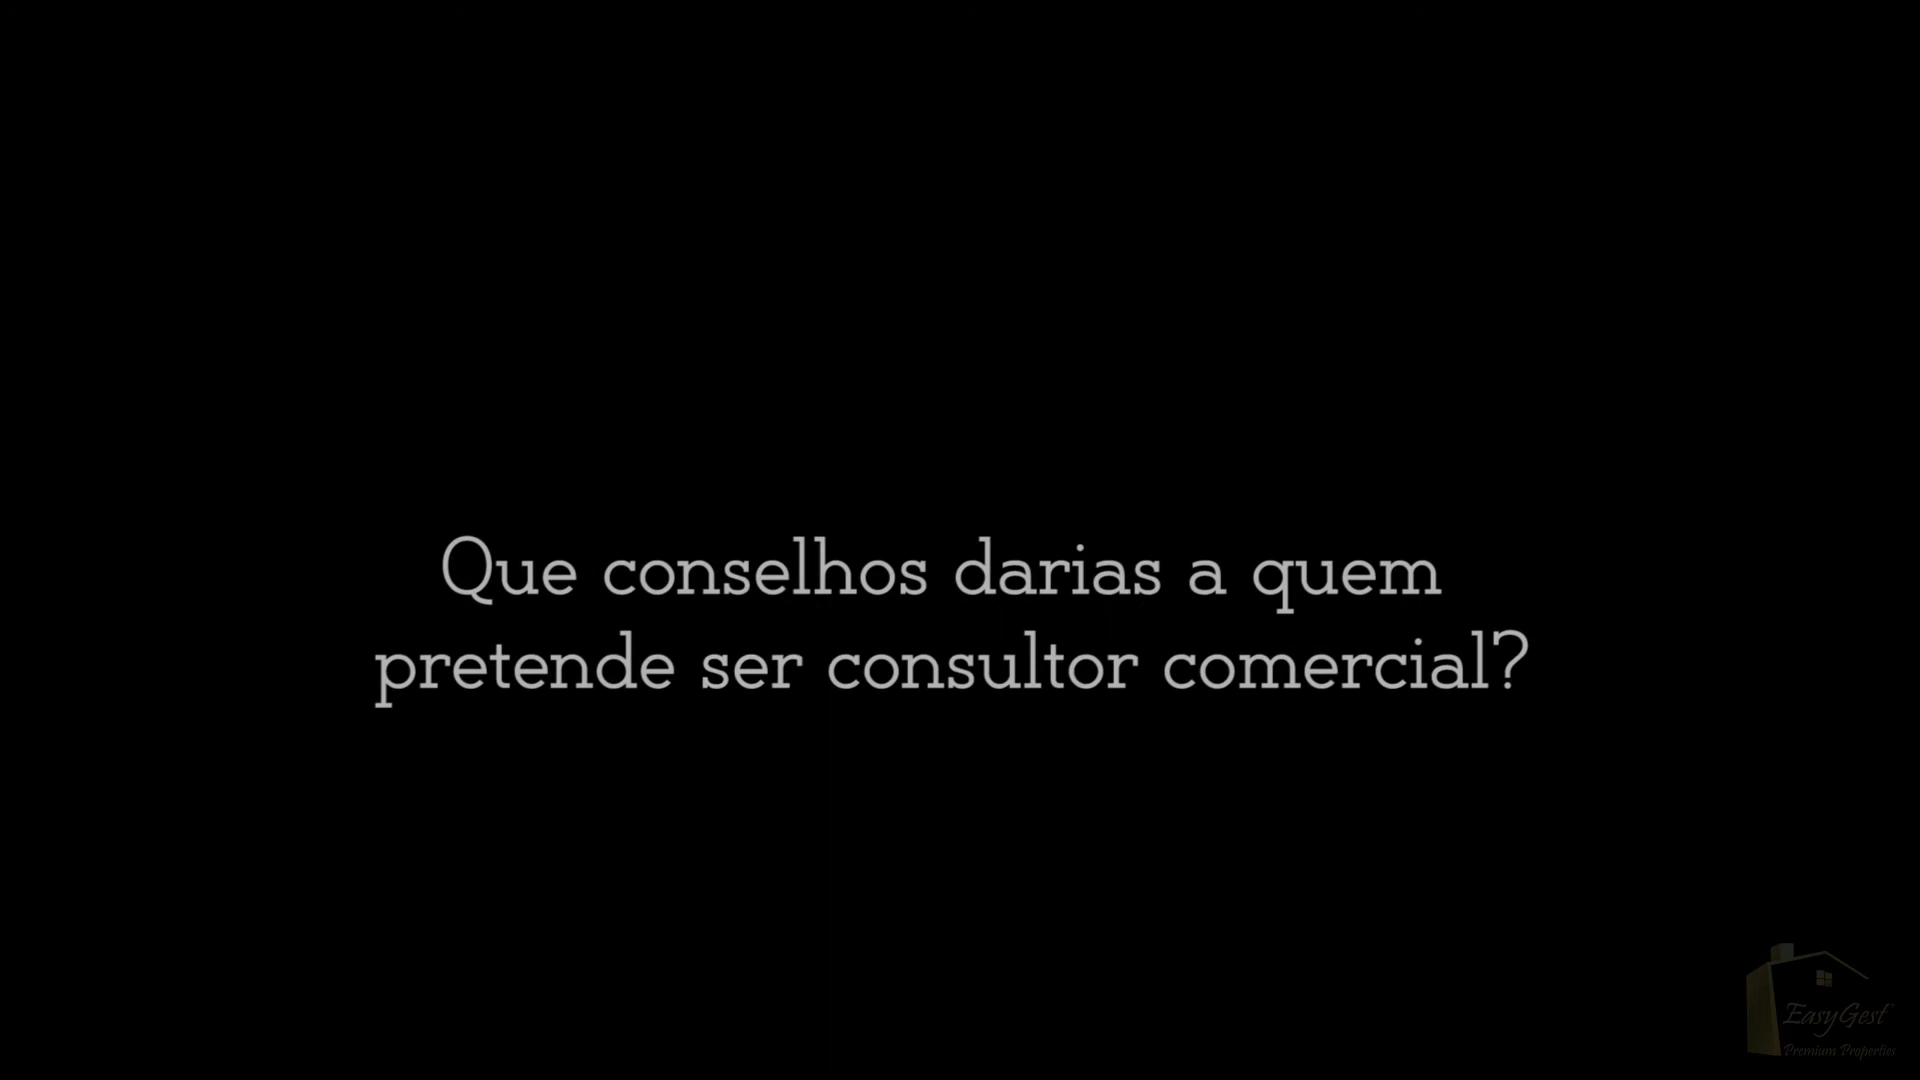 Que conselhos darias a quem
pretende ser consultor comercial?
EasyGest
Premium Properties